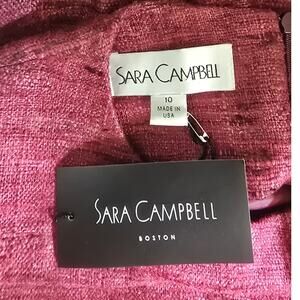 SARA CAMPBELL
10
MADE IN
USA
SARA CAMPBELL
BOSTON